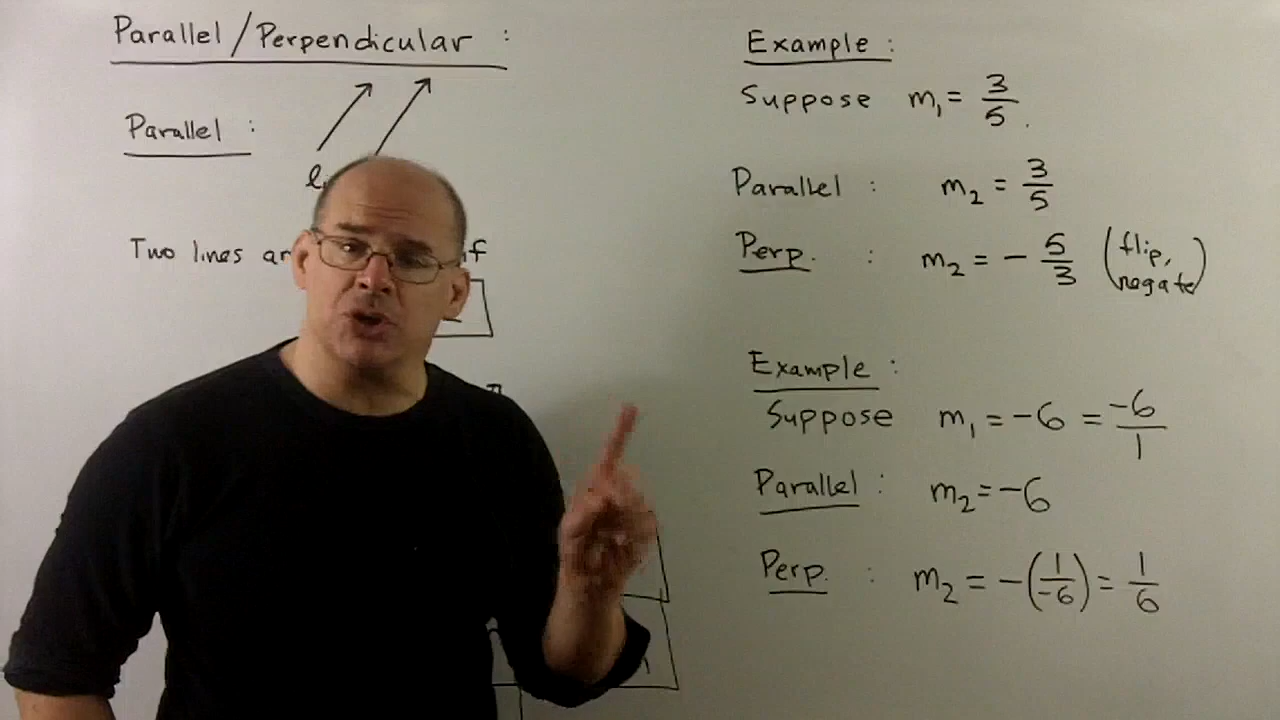 Parallel / Perpendicular :
Parallel :
l
Two lines if
Example :
Suppose m₁ = 3/5.
Parallel : m₂ = 3/5
Perp. : m₂ = - 5/3 (flip, negate)
Example :
Suppose m₁ = -6 = -6/1
Parallel : m₂ = -6
Perp. : m₂ = -(1/-6) = 1/6